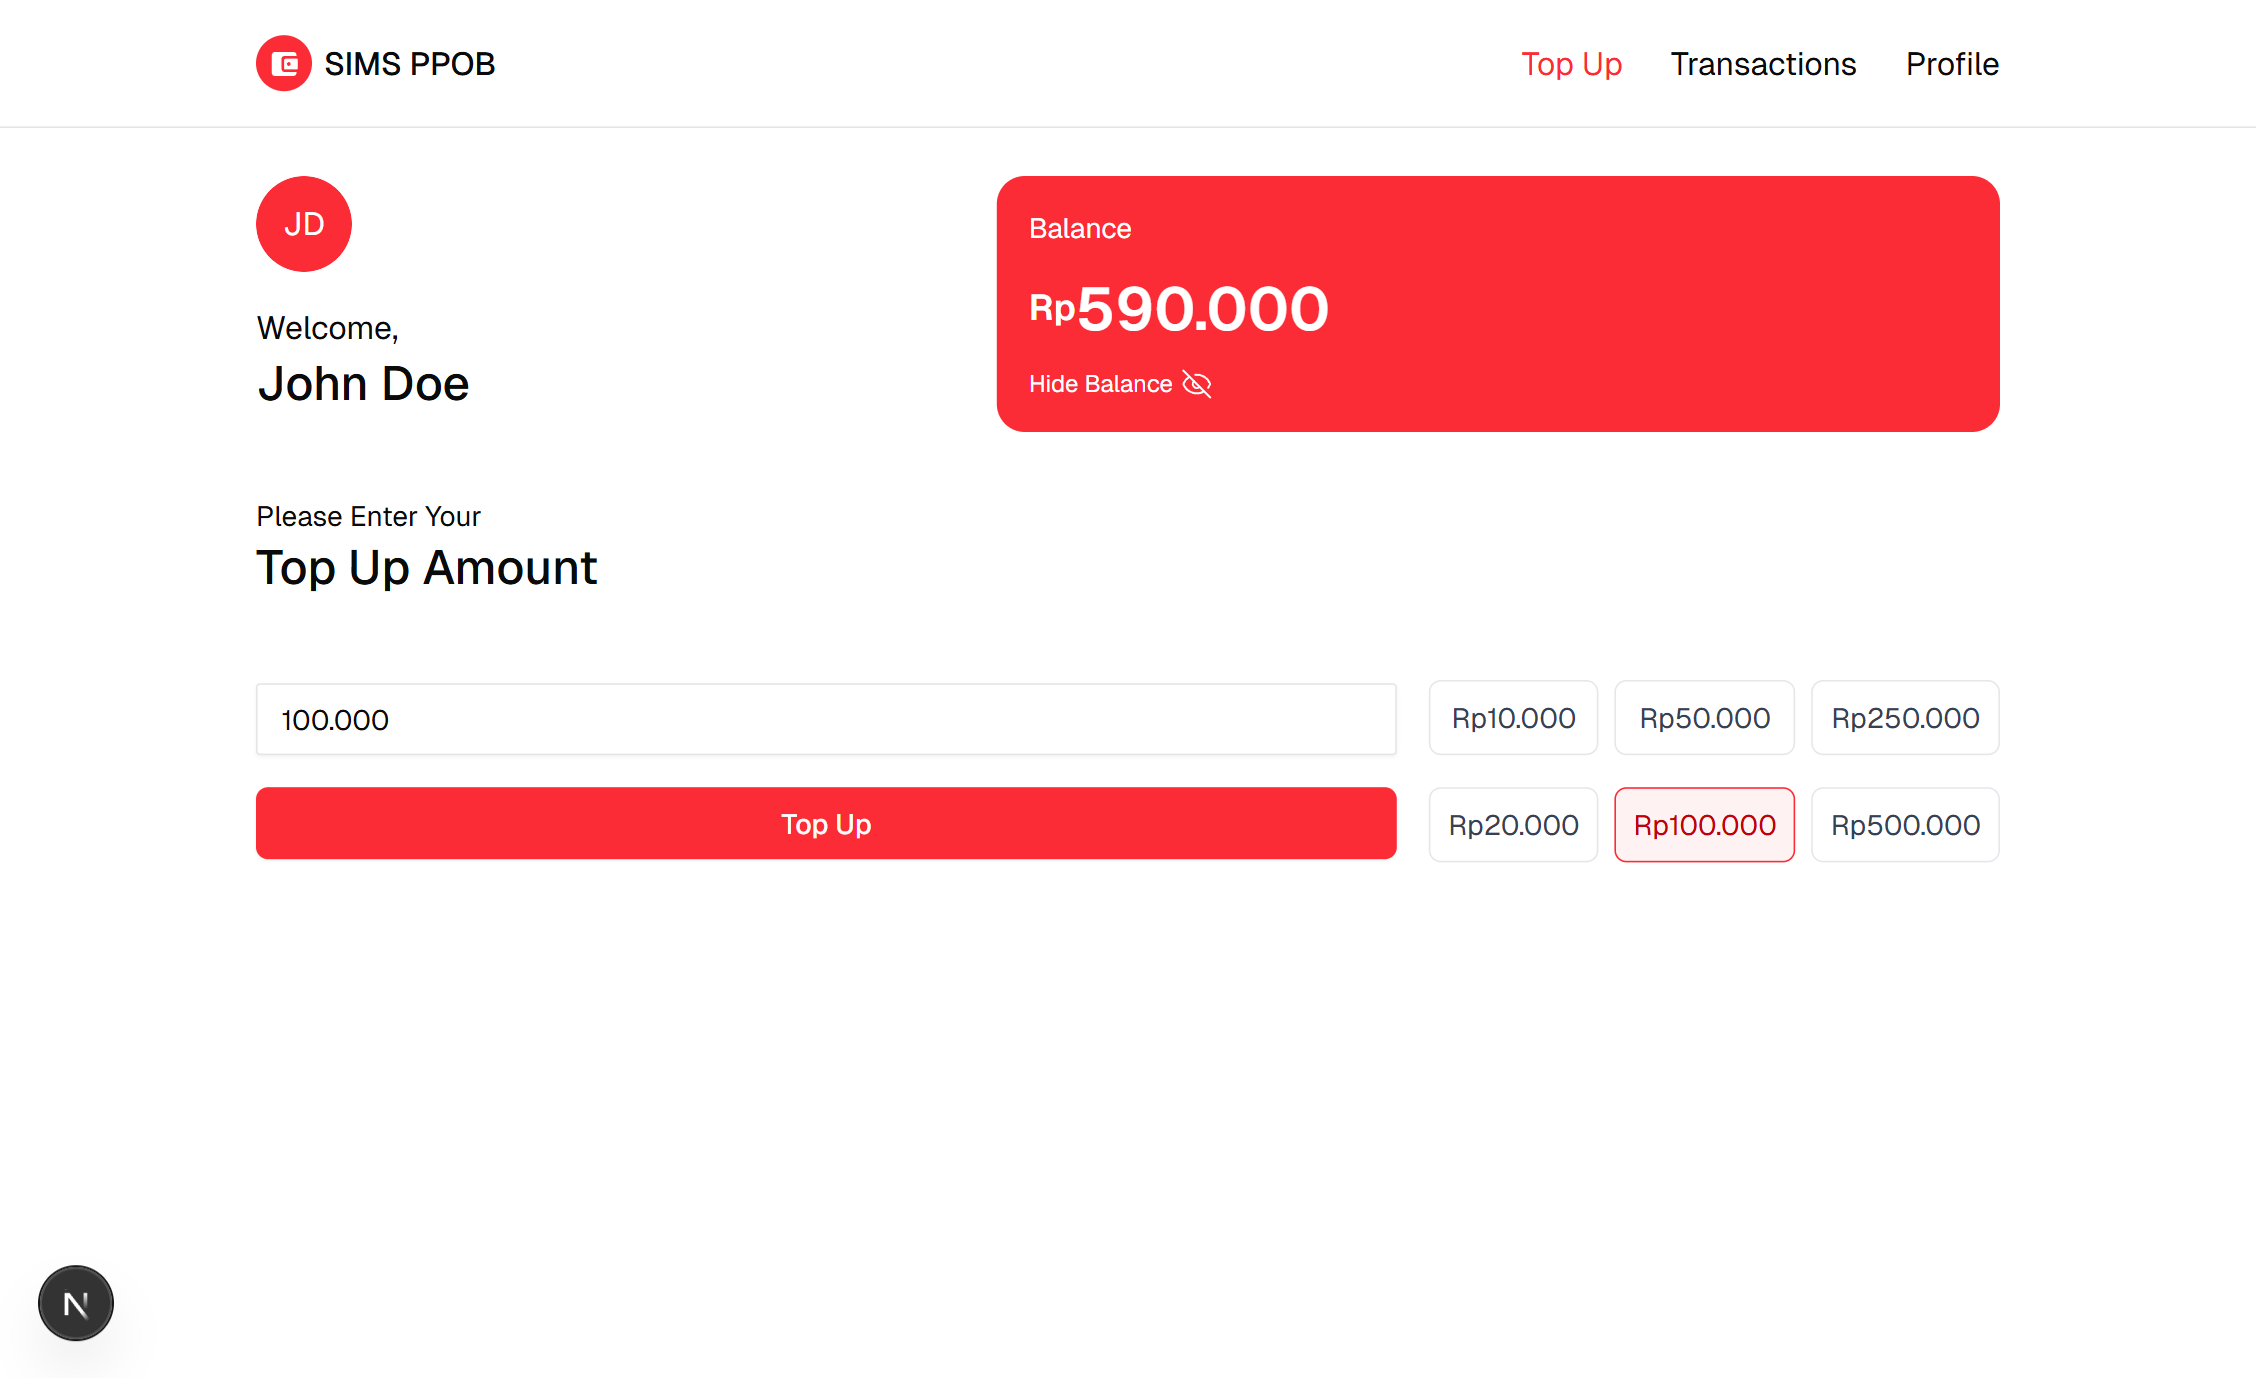 SIMS PPOB
Top Up
Transactions
Profile
JD
Welcome,
John Doe
Balance
Rp590.000
Hide Balance
Please Enter Your
Top Up Amount
100.000
Rp10.000
Rp50.000
Rp250.000
Top Up
Rp20.000
Rp100.000
Rp500.000
N